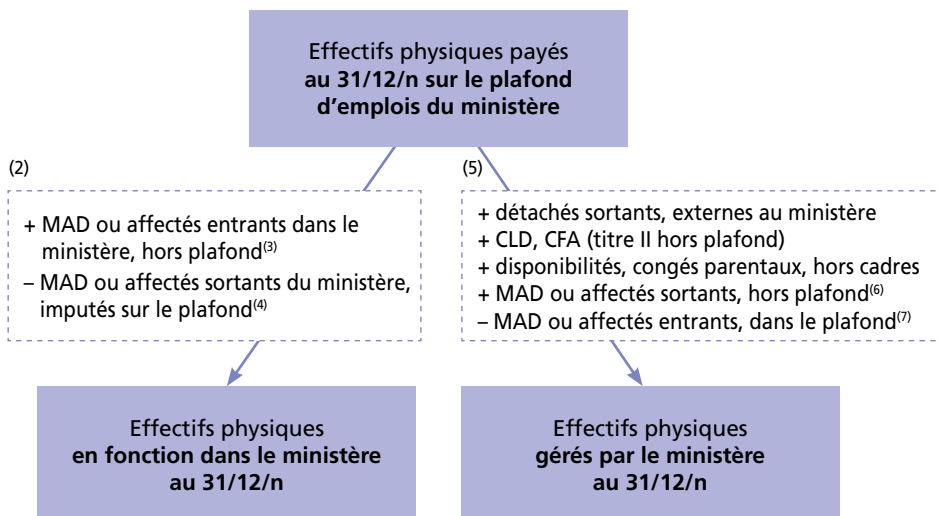 Effectifs physiques payés
au 31/12/n sur le plafond
d'emplois du ministère
(2)
+ MAD ou affectés entrants dans le
ministère, hors plafond(3)
– MAD ou affectés sortants du ministère,
imputés sur le plafond(4)
(5)
+ détachés sortants, externes au ministère
+ CLD, CFA (titre II hors plafond)
+ disponibilités, congés parentaux, hors cadres
+ MAD ou affectés sortants, hors plafond(6)
– MAD ou affectés entrants, dans le plafond(7)
Effectifs physiques
en fonction dans le ministère
au 31/12/n
Effectifs physiques
gérés par le ministère
au 31/12/n